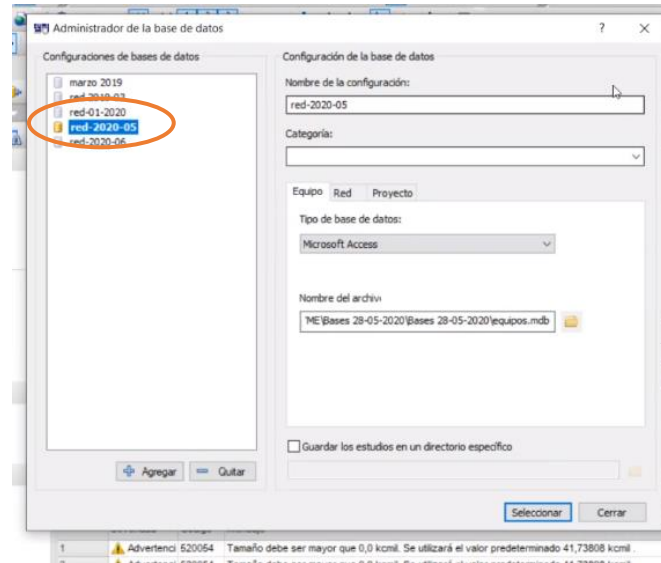 Administrador de la base de datos
Configuraciones de bases de datos
marzo 2019
red-01-2020
red-2020-05
red-2020-06
Configuración de la base de datos
Nombre de la configuración:
red-2020-05
Categoría:
Equipo Red Proyecto
Tipo de base de datos:
Microsoft Access
Nombre del archivo
ME\Bases 28-05-2020\Bases 28-05-2020\equipos.mdb
Guardar los estudios en un directorio específico
Agregar Quitar
Seleccionar Cerrar
1 Advertenci 520054 Tamaño debe ser mayor que 0,0 kcmil. Se utilizará el valor predeterminado 41,73808 kcmil .